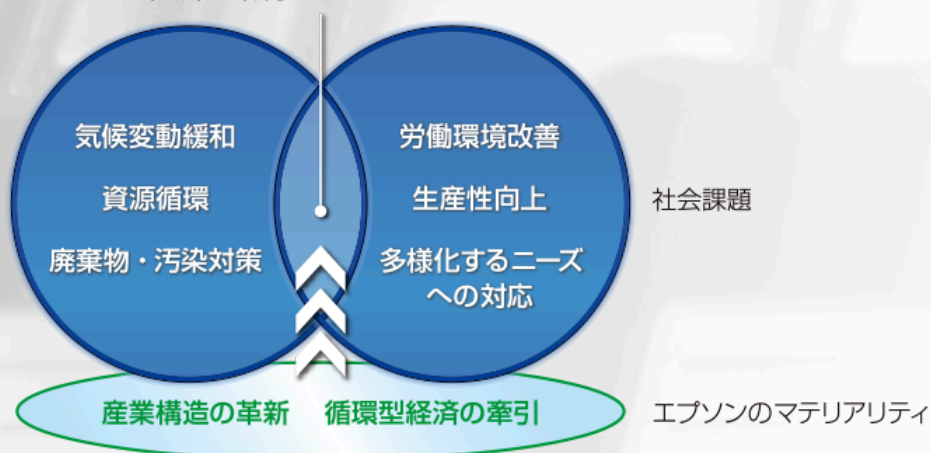 気候変動緩和
資源循環
廃棄物・汚染対策
労働環境改善
生産性向上
多様化するニーズ
への対応
社会課題
産業構造の革新 循環型経済の牽引
エプソンのマテリアリティ